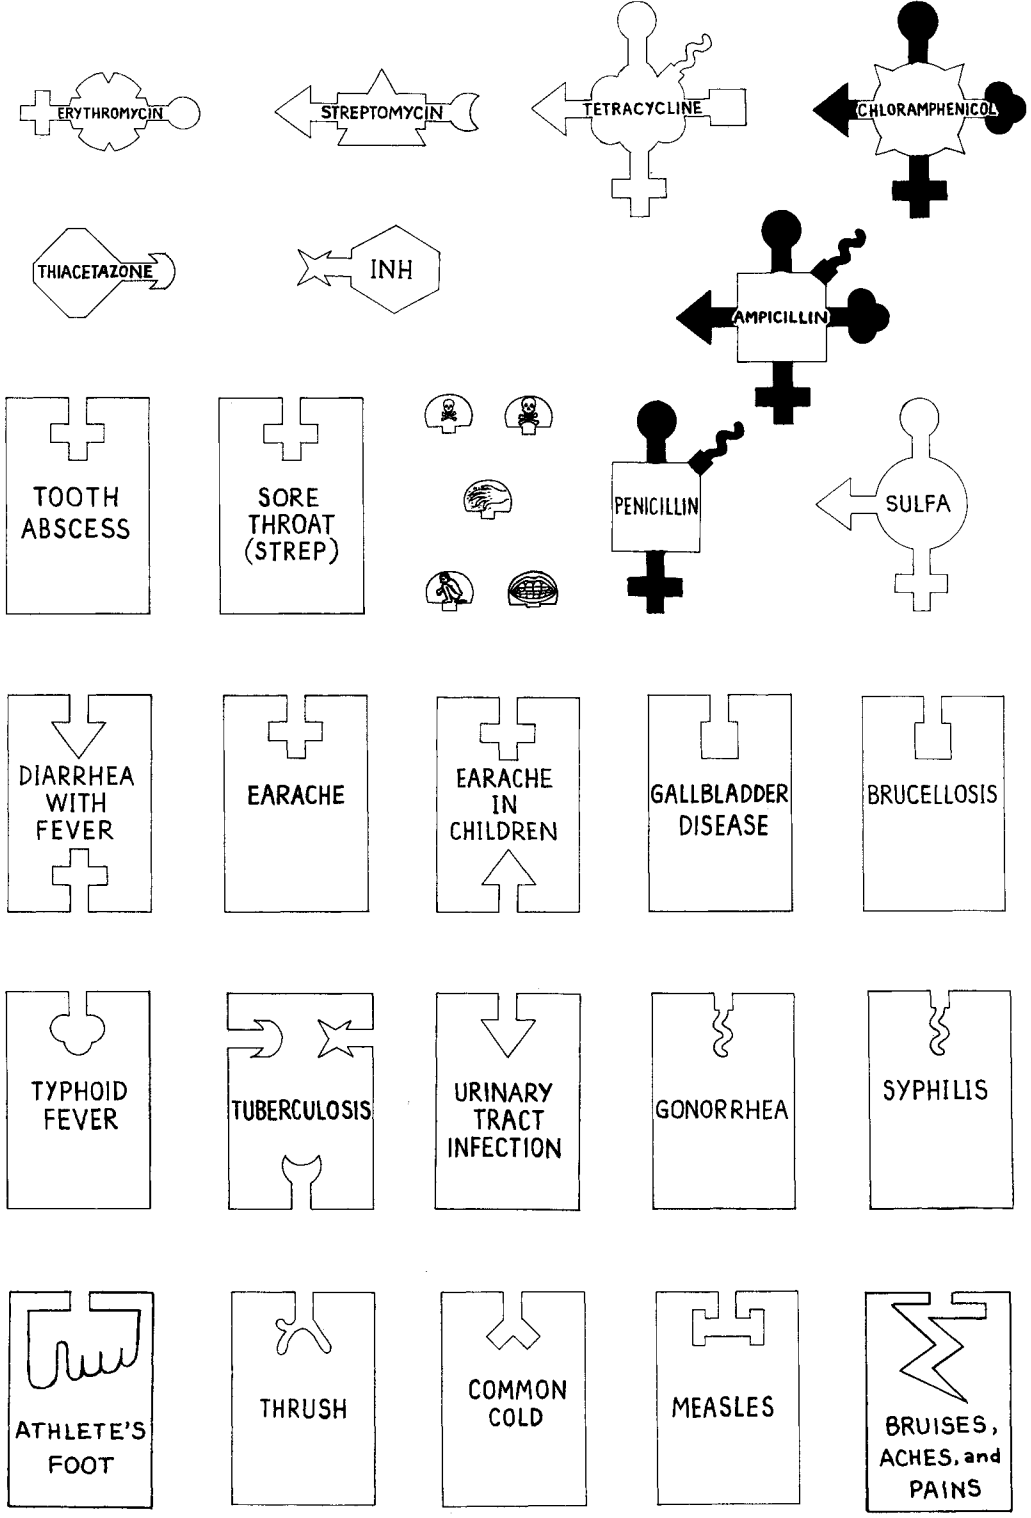 ERYTHROMYCIN
STREPTOMYCIN
TETRACYCLINE
CHLORAMPHENICOL
THIACETAZONE
INH
AMPICILLIN
TOOTH
ABSCESS
SORE
THROAT
(STREP)
PENICILLIN
SULFA
DIARRHEA
WITH
FEVER
EARACHE
EARACHE
IN
CHILDREN
GALLBLADDER
DISEASE
BRUCELLOSIS
TYPHOID
FEVER
TUBERCULOSIS
URINARY
TRACT
INFECTION
GONORRHEA
SYPHILIS
ATHLETE'S
FOOT
THRUSH
COMMON
COLD
MEASLES
BRUISES,
ACHES, and
PAINS